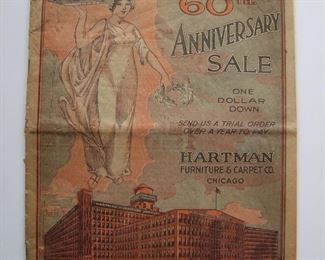 60TH
ANNIVERSARY
SALE
ONE
DOLLAR
DOWN
SEND US A TRIAL ORDER
OVER A YEAR TO PAY
HARTMAN
FURNITURE & CARPET CO.
CHICAGO